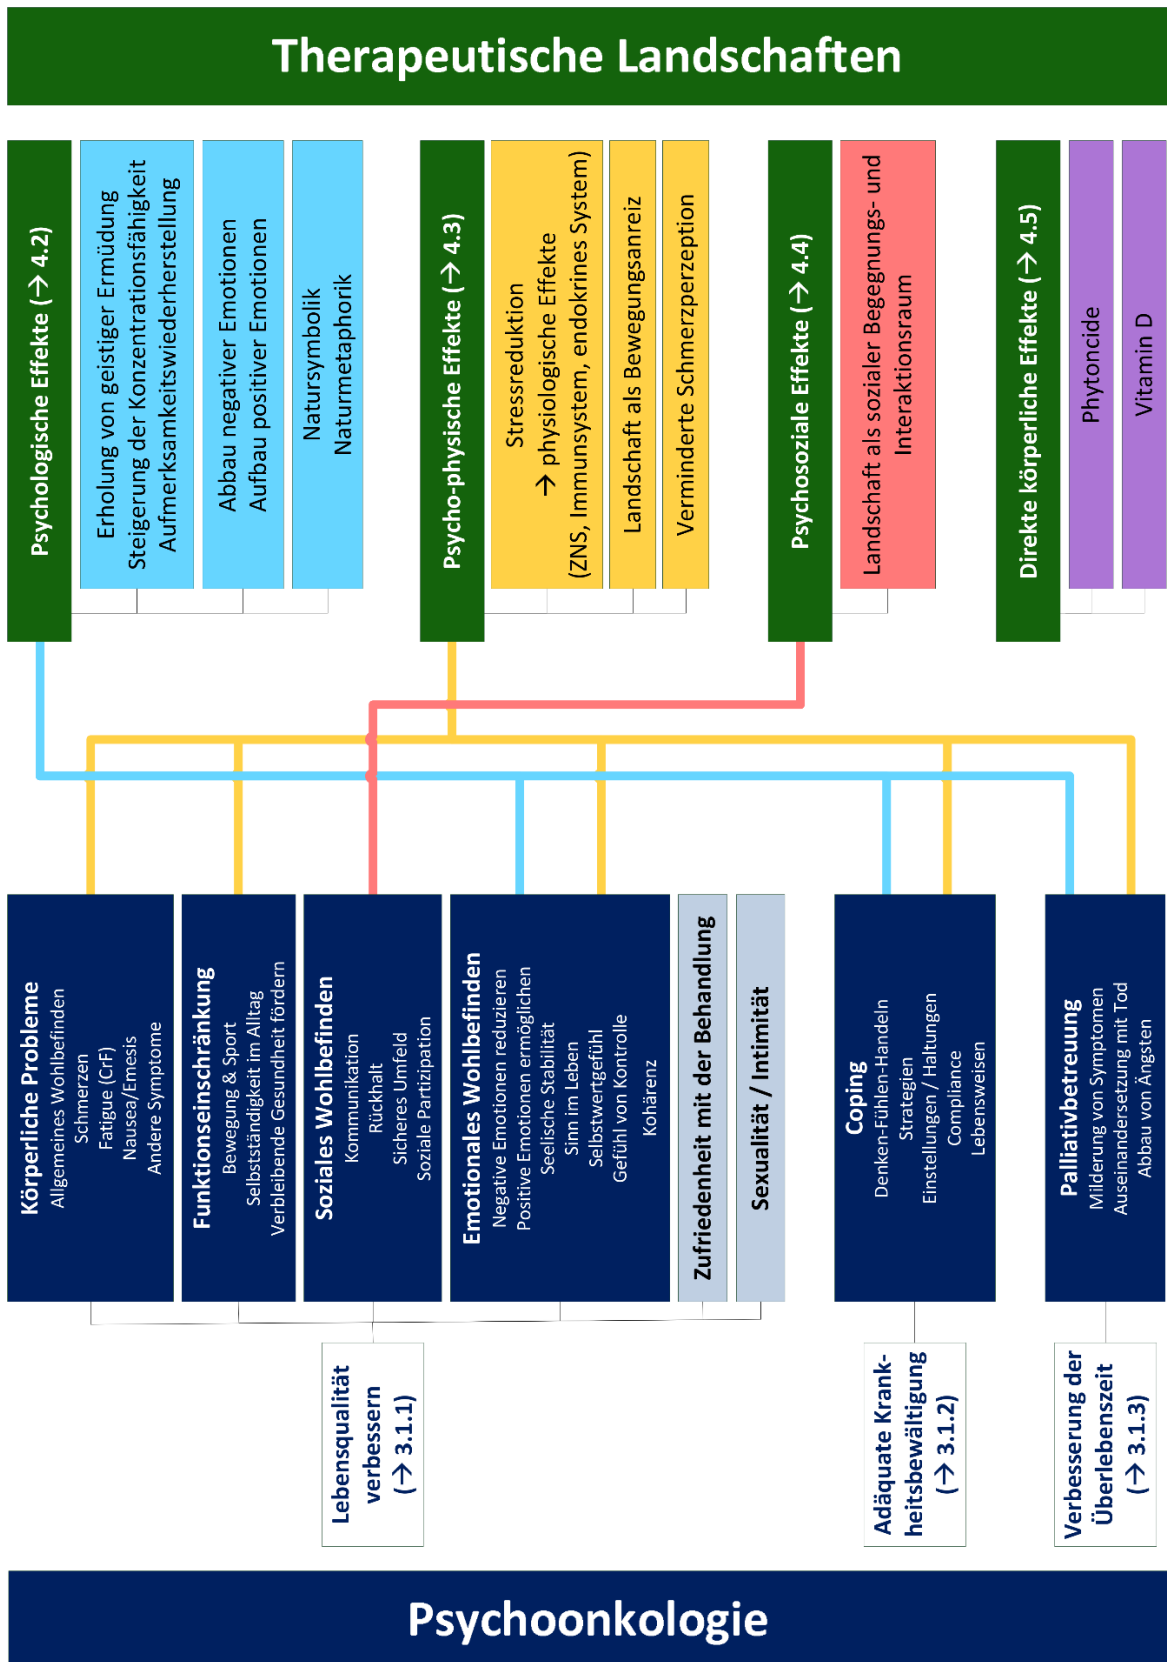 Therapeutische Landschaften
Psychologische Effekte (→ 4.2)
Erholung von geistiger Ermüdung
Steigerung der Konzentrationsfähigkeit
Aufmerksamkeitswiederherstellung
Abbau negativer Emotionen
Aufbau positiver Emotionen
Natursymbolik
Naturmetaphorik
Psycho-physische Effekte (→ 4.3)
Stressreduktion
→ physiologische Effekte
(ZNS, Immunsystem, endokrines System)
Landschaft als Bewegungsanreiz
Verminderte Schmerzperzeption
Psychosoziale Effekte (→ 4.4)
Landschaft als sozialer Begegnungs- und
Interaktionsraum
Direkte körperliche Effekte (→ 4.5)
Phytoncide
Vitamin D
Körperliche Probleme
Allgemeines Wohlbefinden
Schmerzen
Fatigue (CrF)
Nausea/Emesis
Andere Symptome
Funktionseinschränkung
Bewegung & Sport
Selbstständigkeit im Alltag
Verbleibende Gesundheit fördern
Soziales Wohlbefinden
Kommunikation
Rückhalt
Sicheres Umfeld
Soziale Partizipation
Emotionales Wohlbefinden
Negative Emotionen reduzieren
Positive Emotionen ermöglichen
Seelische Stabilität
Sinn im Leben
Selbstwertgefühl
Gefühl von Kontrolle
Kohärenz
Zufriedenheit mit der Behandlung
Sexualität / Intimität
Coping
Denken-Fühlen-Handeln
Strategien
Einstellungen / Haltungen
Compliance
Lebensweisen
Palliativbetreuung
Milderung von Symptomen
Auseinandersetzung mit Tod
Abbau von Ängsten
Lebensqualität
verbessern
(→ 3.1.1)
Adäquate Krank-
heitsbewältigung
(→ 3.1.2)
Verbesserung der
Überlebenszeit
(→ 3.1.3)
Psychoonkologie